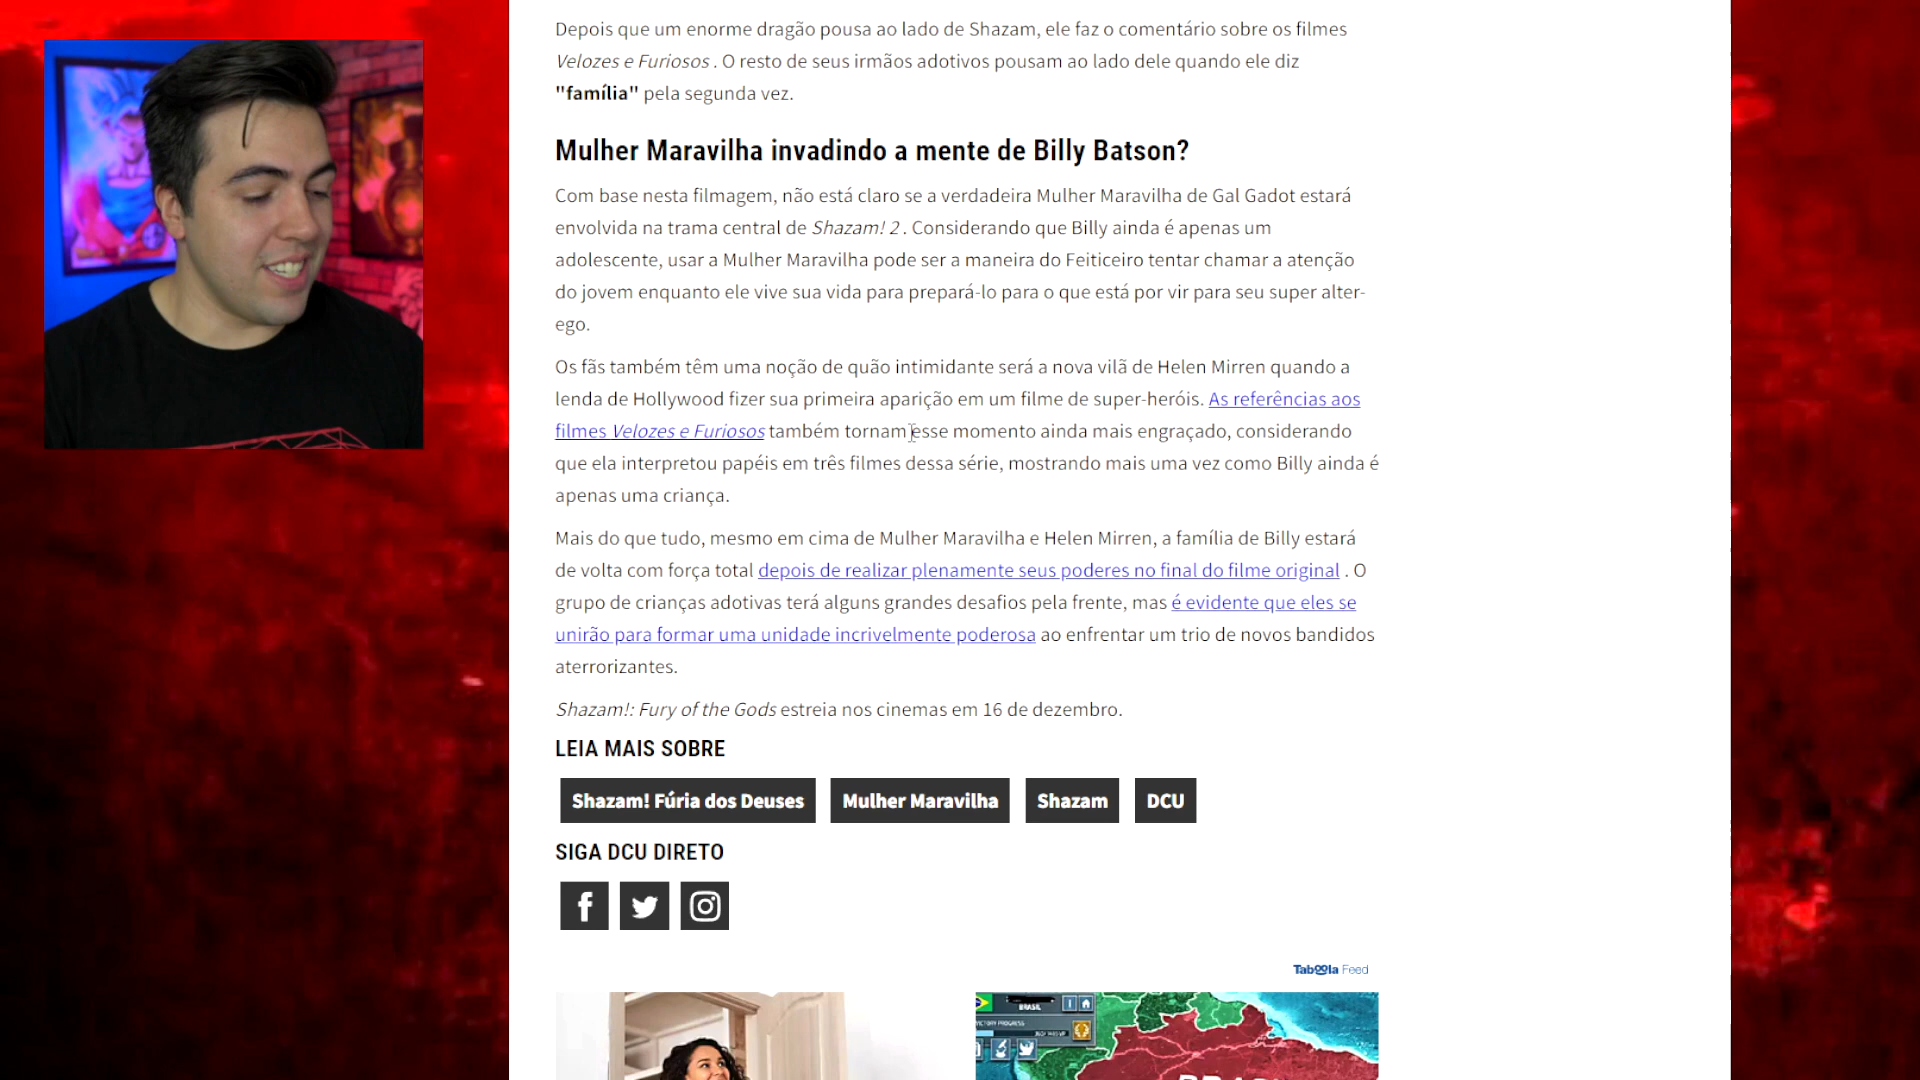 Depois que um enorme dragão pousa ao lado de Shazam, ele faz o comentário sobre os filmes
Velozes e Furiosos . O resto de seus irmãos adotivos pousam ao lado dele quando ele diz
"família" pela segunda vez.
Mulher Maravilha invadindo a mente de Billy Batson?
Com base nesta filmagem, não está claro se a verdadeira Mulher Maravilha de Gal Gadot estará
envolvida na trama central de Shazam! 2 . Considerando que Billy ainda é apenas um
adolescente, usar a Mulher Maravilha pode ser a maneira do Feiticeiro tentar chamar a atenção
do jovem enquanto ele vive sua vida para prepará-lo para o que está por vir para seu super alter-
ego.
Os fãs também têm uma noção de quão intimidante será a nova vilã de Helen Mirren quando a
lenda de Hollywood fizer sua primeira aparição em um filme de super-heróis. As referências aos
filmes Velozes e Furiosos também tornam esse momento ainda mais engraçado, considerando
que ela interpretou papéis em três filmes dessa série, mostrando mais uma vez como Billy ainda é
apenas uma criança.
Mais do que tudo, mesmo em cima de Mulher Maravilha e Helen Mirren, a família de Billy estará
de volta com força total depois de realizar plenamente seus poderes no final do filme original . O
grupo de crianças adotivas terá alguns grandes desafios pela frente, mas é evidente que eles se
unirão para formar uma unidade incrivelmente poderosa ao enfrentar um trio de novos bandidos
aterrorizantes.
Shazam!: Fury of the Gods estreia nos cinemas em 16 de dezembro.
LEIA MAIS SOBRE
Shazam! Fúria dos Deuses Mulher Maravilha Shazam DCU
SIGA DCU DIRETO
Taboola Feed
BRASIL
VICTORY PROGRESS